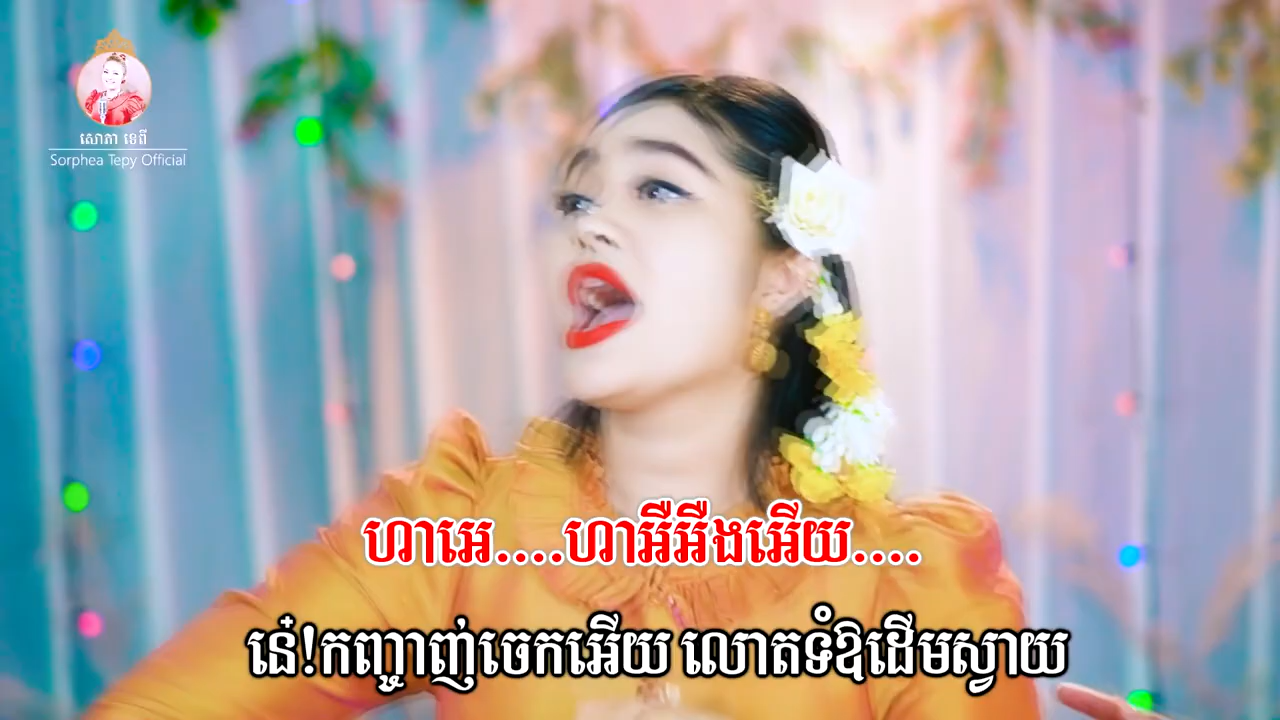 សោភា ទេពី
Sorphea Tepy Official
ហាអេ....ហាអឺអឺងអើយ....
នែ៎!កញ្ចាញ់ចេកអើយ លោតទំឱដើមស្វាយ